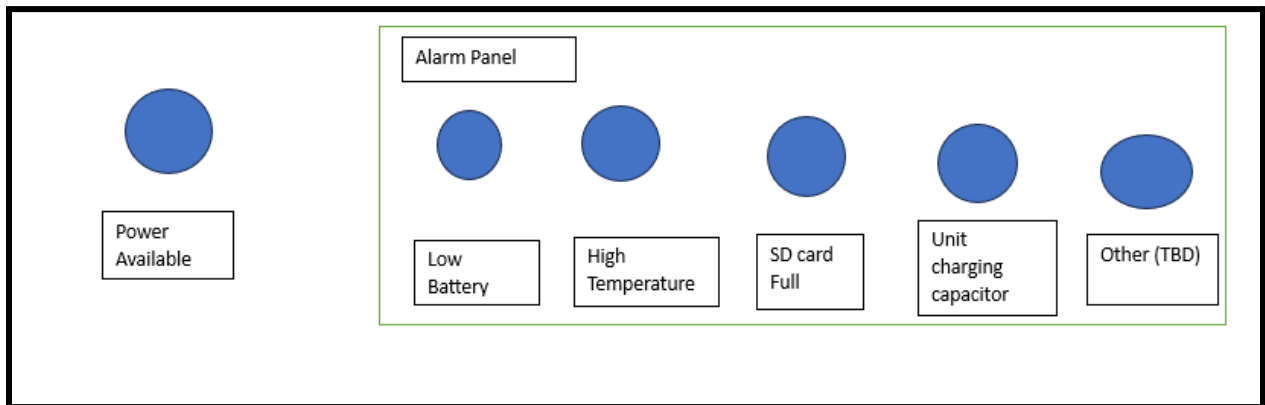 Alarm Panel
Power
Available
Low
Battery
High
Temperature
SD card
Full
Unit
charging
capacitor
Other (TBD)